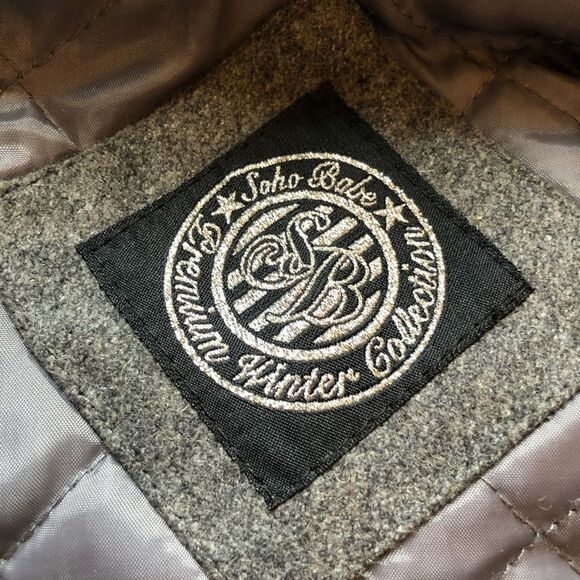 Soho Babe
SB
Premium Winter Collection